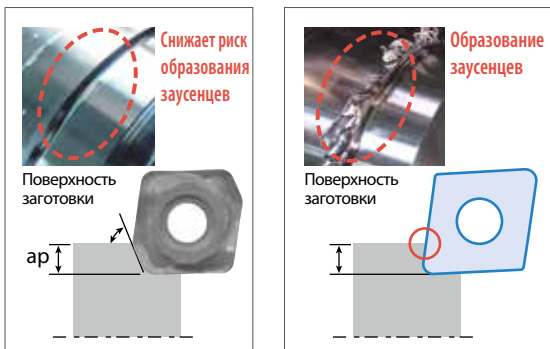 Снижает риск
образования
заусенцев
Поверхность
заготовки
ap
Образование
заусенцев
Поверхность
заготовки